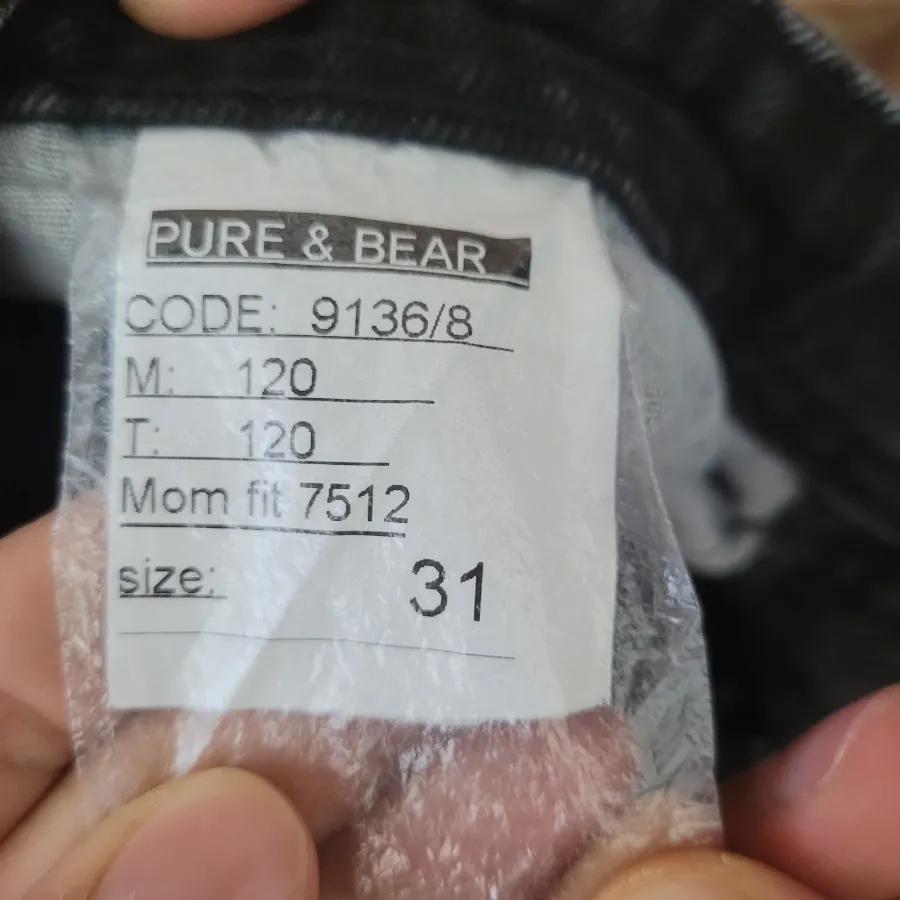 PURE & BEAR
CODE: 9136/8
M: 120
T: 120
Mom fit 7512
size: 31